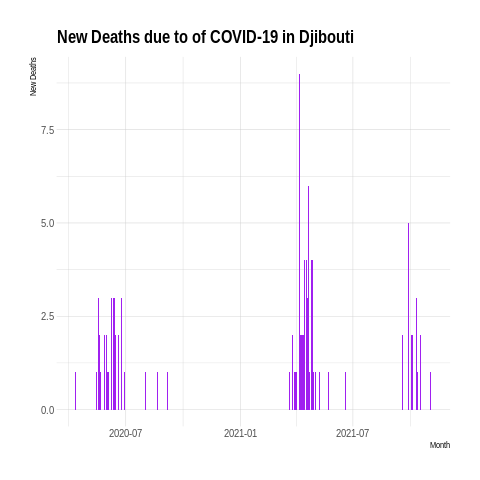 New Deaths due to of COVID-19 in Djibouti
New Deaths
7.5
5.0
2.5
0.0
2020-07
2021-01
2021-07
Month